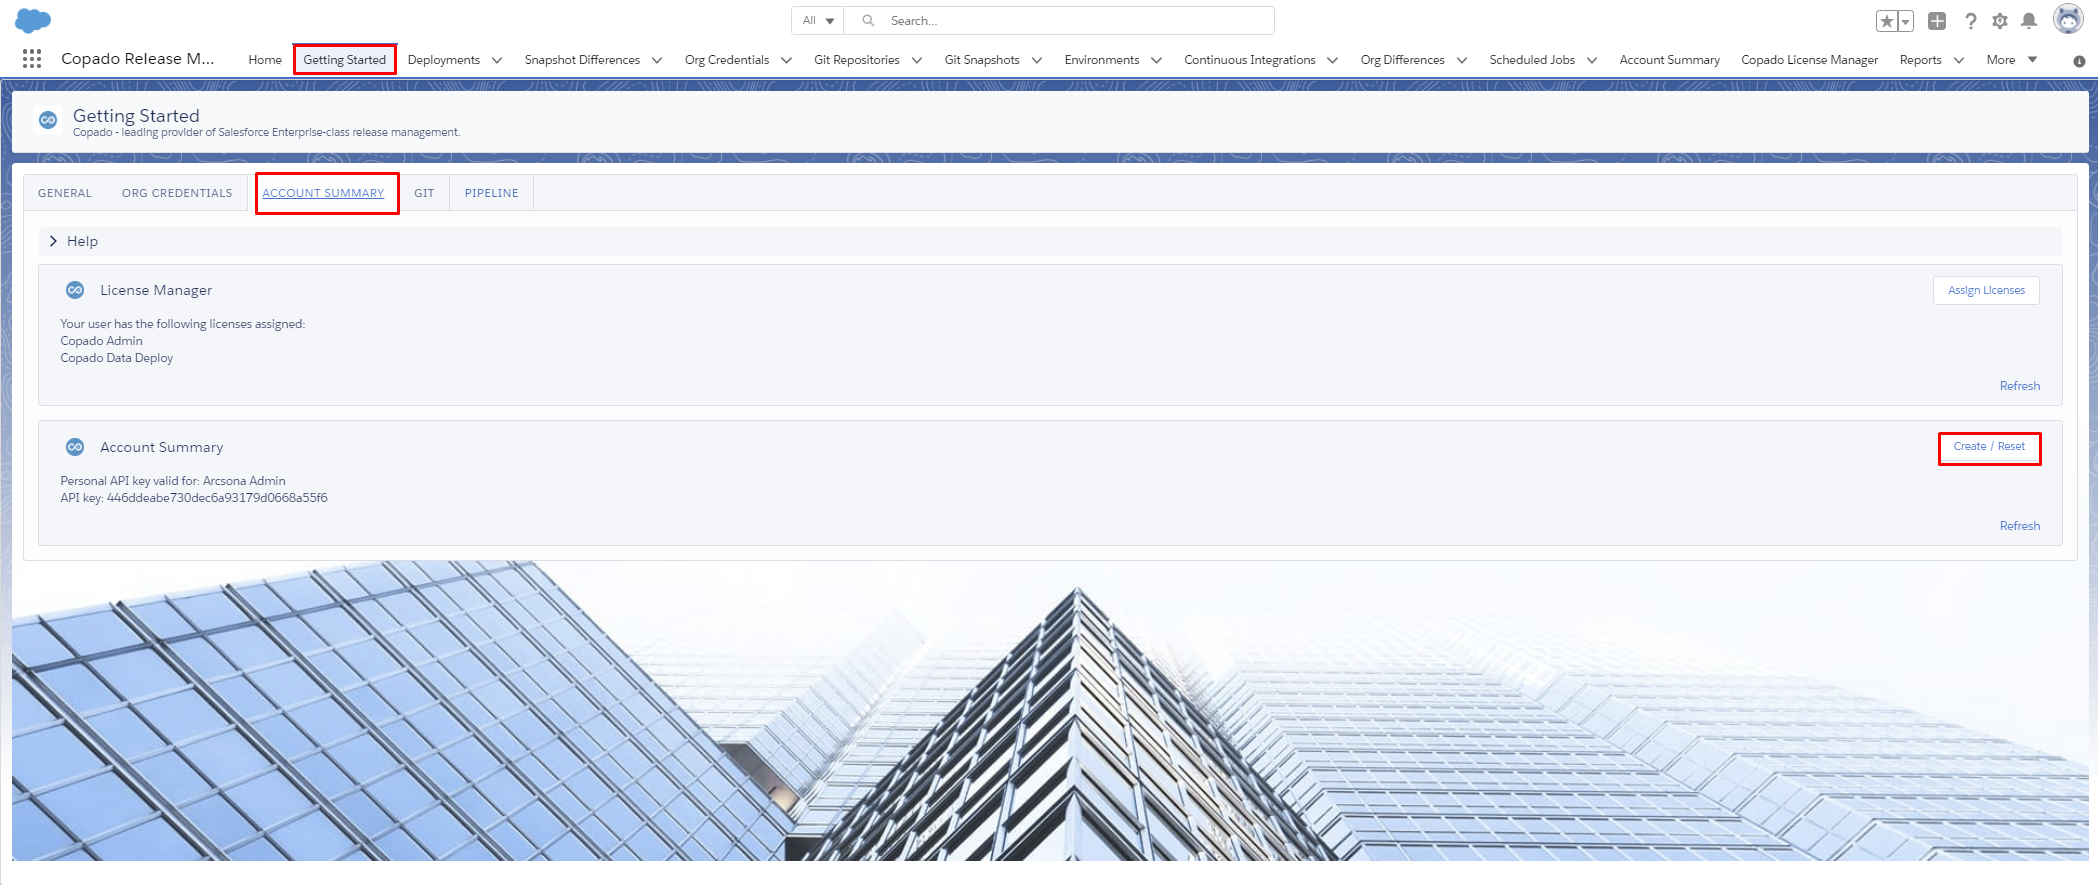 All
Search...
Copado Release M...
Home
Getting Started
Deployments
Snapshot Differences
Org Credentials
Git Repositories
Git Snapshots
Environments
Continuous Integrations
Org Differences
Scheduled Jobs
Account Summary
Copado License Manager
Reports
More
Getting Started
Copado - leading provider of Salesforce Enterprise-class release management.
GENERAL
ORG CREDENTIALS
ACCOUNT SUMMARY
GIT
PIPELINE
Help
License Manager
Assign Licenses
Your user has the following licenses assigned:
Copado Admin
Copado Data Deploy
Refresh
Account Summary
Create / Reset
Personal API key valid for: Arcsona Admin
API key: 446ddeabe730dec6a93179d0668a55f6
Refresh